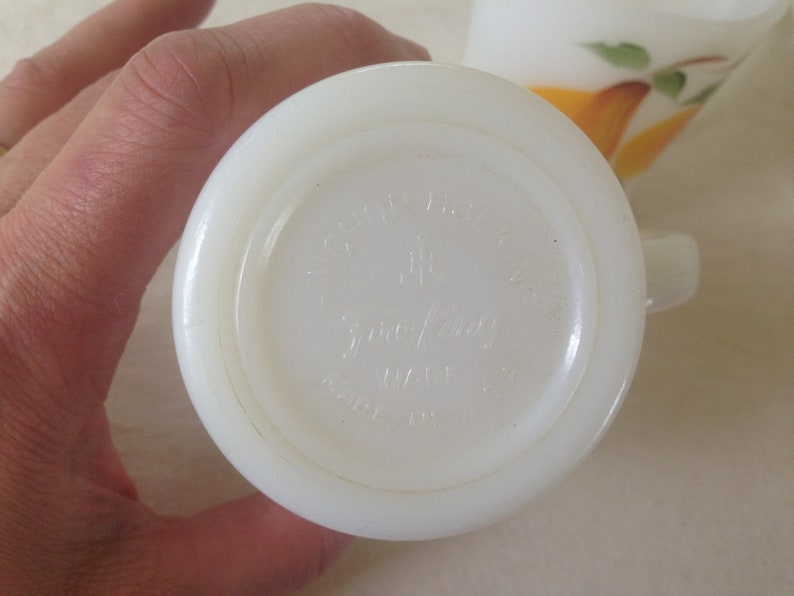 ANCHOR HOCKING
Fire-King
WARE
MADE IN U.S.A.